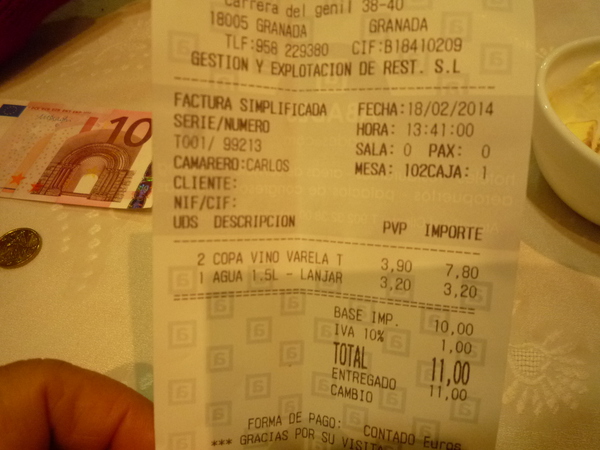 Carrera del genil 38-40
18005 GRANADA GRANADA
TLF:958 229380 CIF:B18410209
GESTION Y EXPLOTACION DE REST. S.L
FACTURA SIMPLIFICADA FECHA:18/02/2014
SERIE/NUMERO HORA: 13:41:00
T001/ 99213 SALA: 0 PAX: 0
CAMARERO:CARLOS MESA: 102CAJA: 1
CLIENTE:
NIF/CIF:
UDS DESCRIPCION PVP IMPORTE
2 COPA VINO VARELA T 3,90 7,80
1 AGUA 1.5L - LANJAR 3,20 3,20
BASE IMP. 10,00
IVA 10% 1,00
TOTAL 11,00
ENTREGADO 11,00
CAMBIO
FORMA DE PAGO: CONTADO Euros
*** GRACIAS POR SU VISITA
10